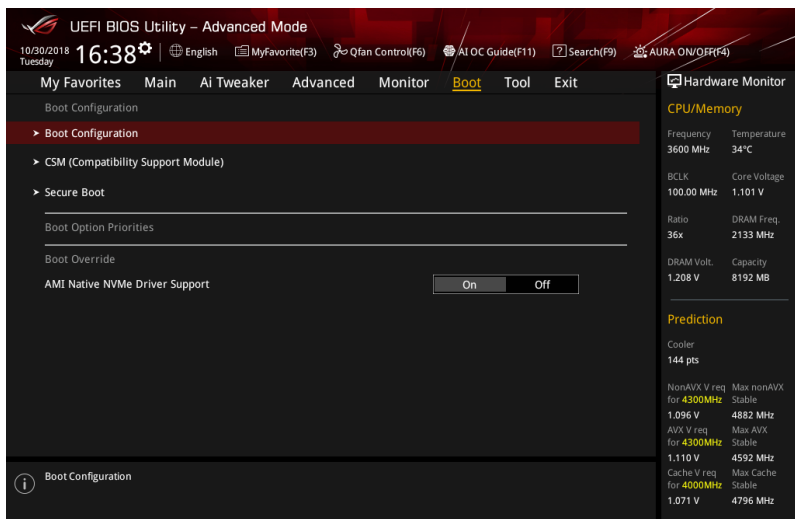 UEFI BIOS Utility – Advanced Mode
10/30/2018 Tuesday 16:38 English MyFavorite(F3) Qfan Control(F6) AI OC Guide(F11) ? Search(F9) AURA ON/OFF(F4)
My Favorites Main Ai Tweaker Advanced Monitor Boot Tool Exit
Hardware Monitor
Boot Configuration
> Boot Configuration
> CSM (Compatibility Support Module)
> Secure Boot
Boot Option Priorities
Boot Override
AMI Native NVMe Driver Support On Off
CPU/Memory
Frequency Temperature
3600 MHz 34°C
BCLK Core Voltage
100.00 MHz 1.101 V
Ratio DRAM Freq.
36x 2133 MHz
DRAM Volt. Capacity
1.208 V 8192 MB
Prediction
Cooler
144 pts
NonAVX V req Max nonAVX
for 4300MHz Stable
1.096 V 4882 MHz
AVX V req Max AVX
for 4300MHz Stable
1.110 V 4592 MHz
Cache V req Max Cache
for 4000MHz Stable
1.071 V 4796 MHz
i Boot Configuration